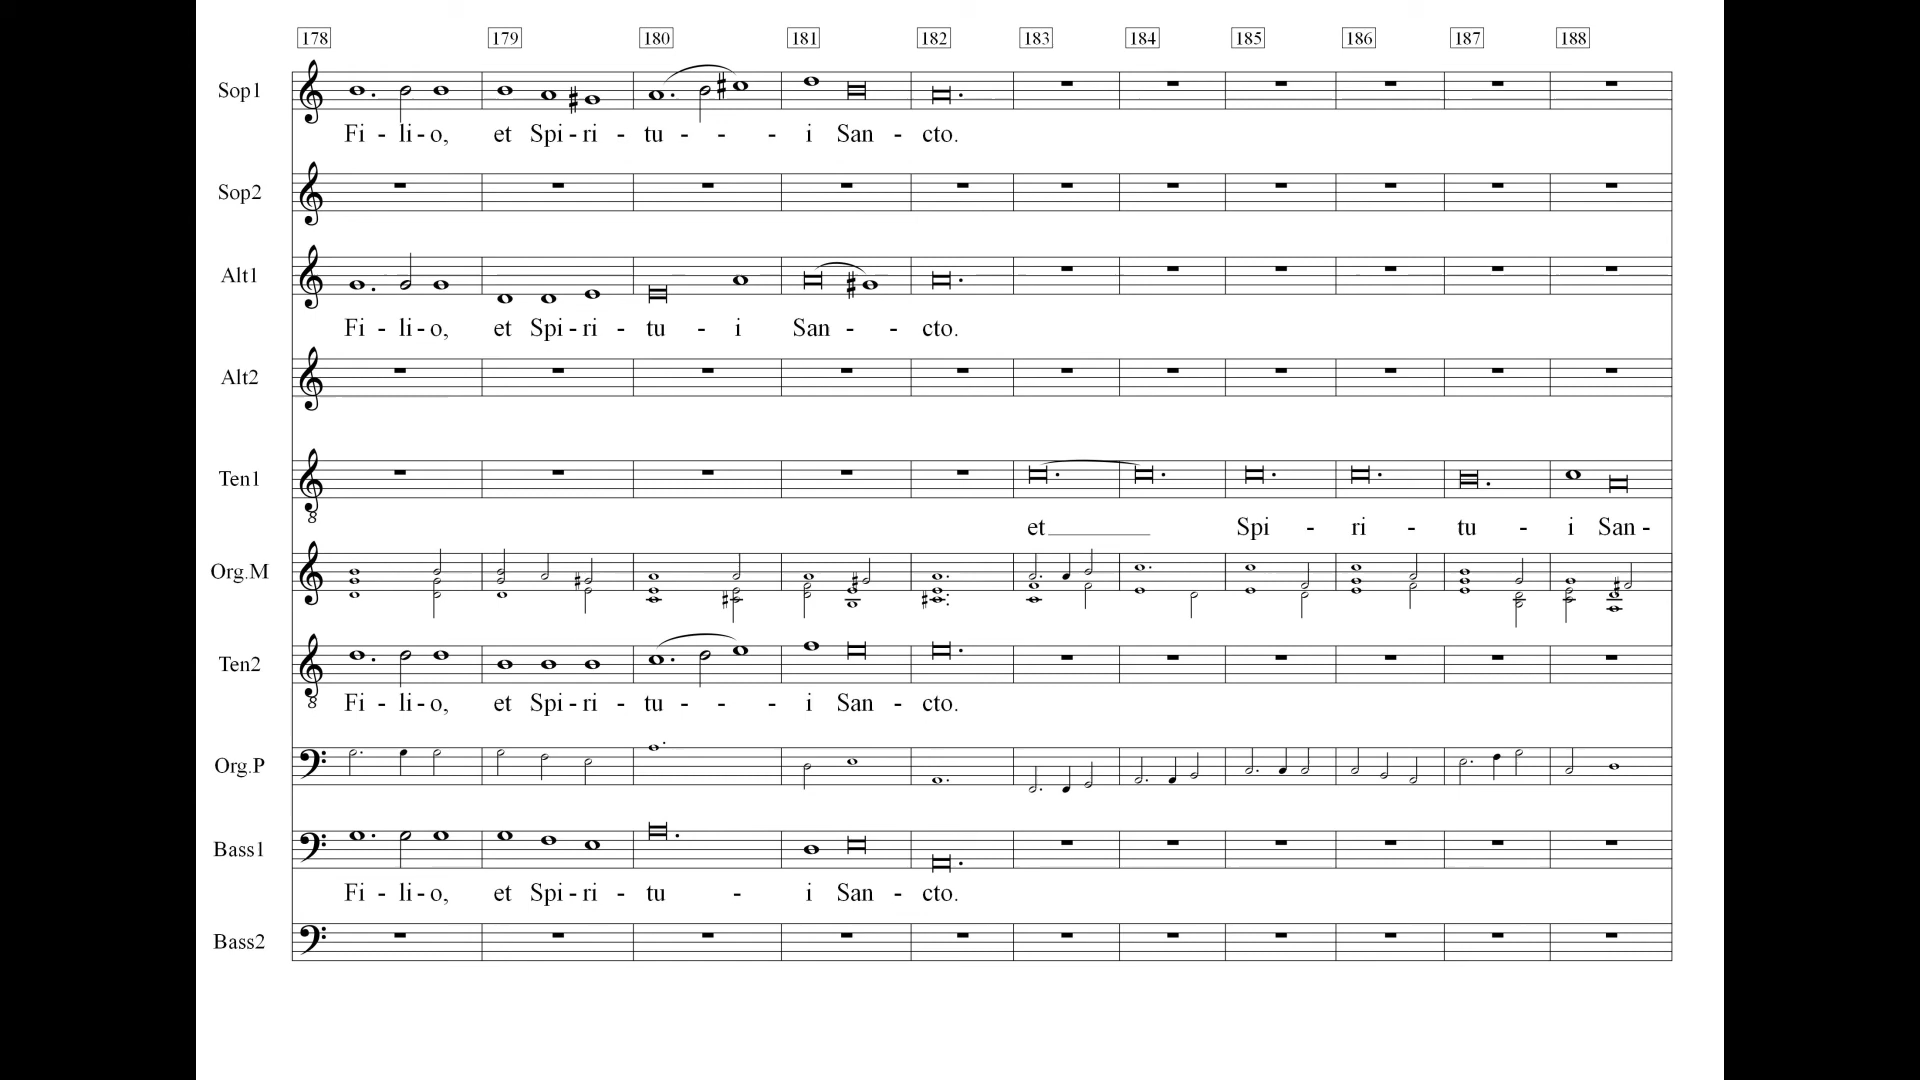 178 179 180 181 182 183 184 185 186 187 188
Sop1
Fi - li - o, et Spi - ri - tu - - - i San - cto.
Sop2
Alt1
Fi - li - o, et Spi - ri - tu - i San - - cto.
Alt2
Ten1
8
et Spi - ri - tu - i San -
Org.M
Ten2
8
Fi - li - o, et Spi - ri - tu - - - i San - cto.
Org.P
Bass1
Fi - li - o, et Spi - ri - tu - i San - cto.
Bass2